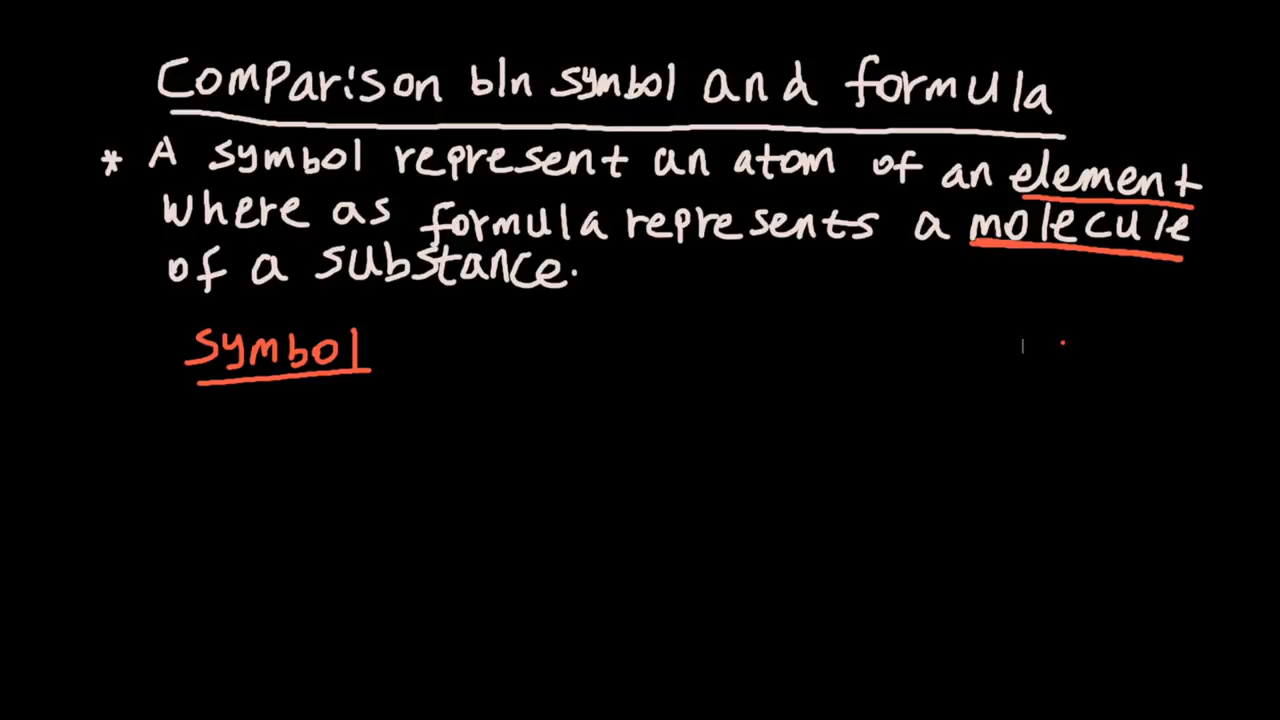 Comparison bln symbol and formula
* A symbol represent an atom of an element
where as formula represents a molecule
of a substance.
symbol